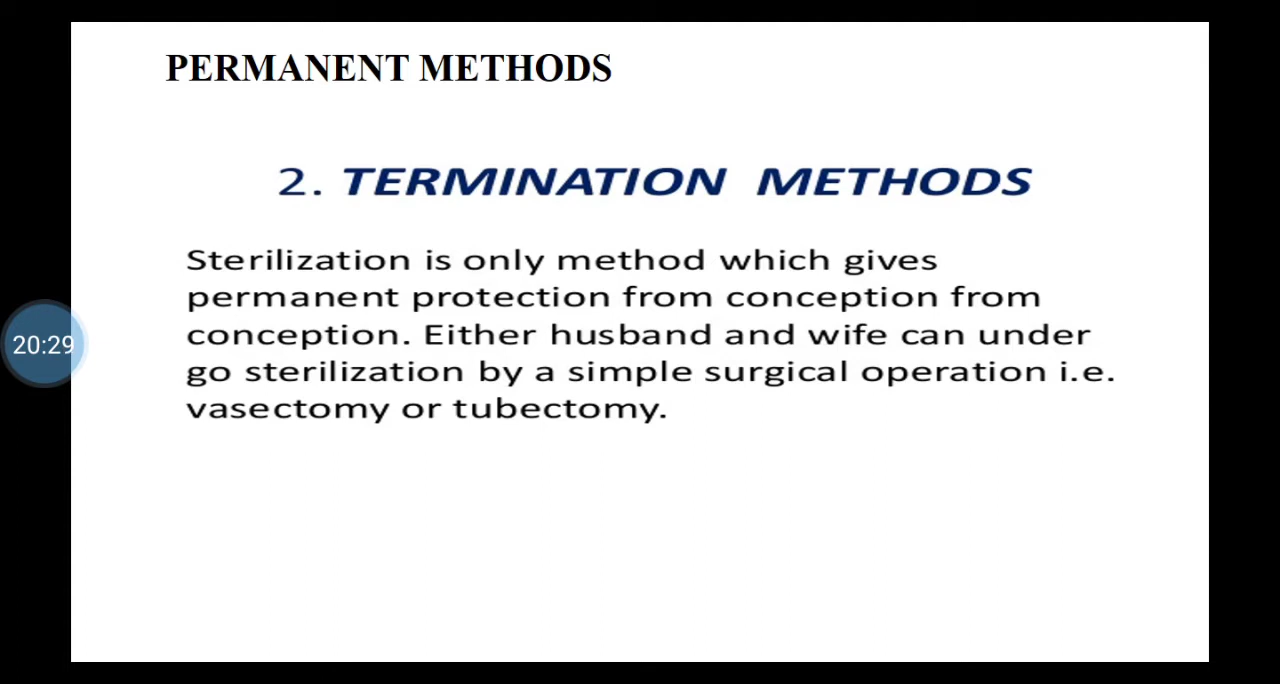 PERMANENT METHODS
2. TERMINATION METHODS
Sterilization is only method which gives
permanent protection from conception from
20:29
conception. Either husband and wife can under
go sterilization by a simple surgical operation i.e.
vasectomy or tubectomy.